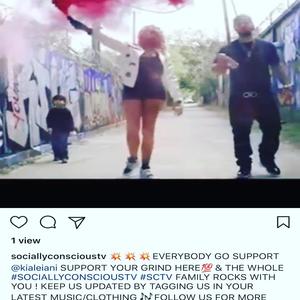 1 view
sociallyconscioustv 💥 💥 💥 EVERYBODY GO SUPPORT
@kialeiani SUPPORT YOUR GRIND HERE💯 & THE WHOLE
#SOCIALLYCONSCIOUSTV #SCTV FAMILY ROCKS WITH
YOU ! KEEP US UPDATED BY TAGGING US IN YOUR
LATEST MUSIC/CLOTHING 🎶FOLLOW US FOR MORE